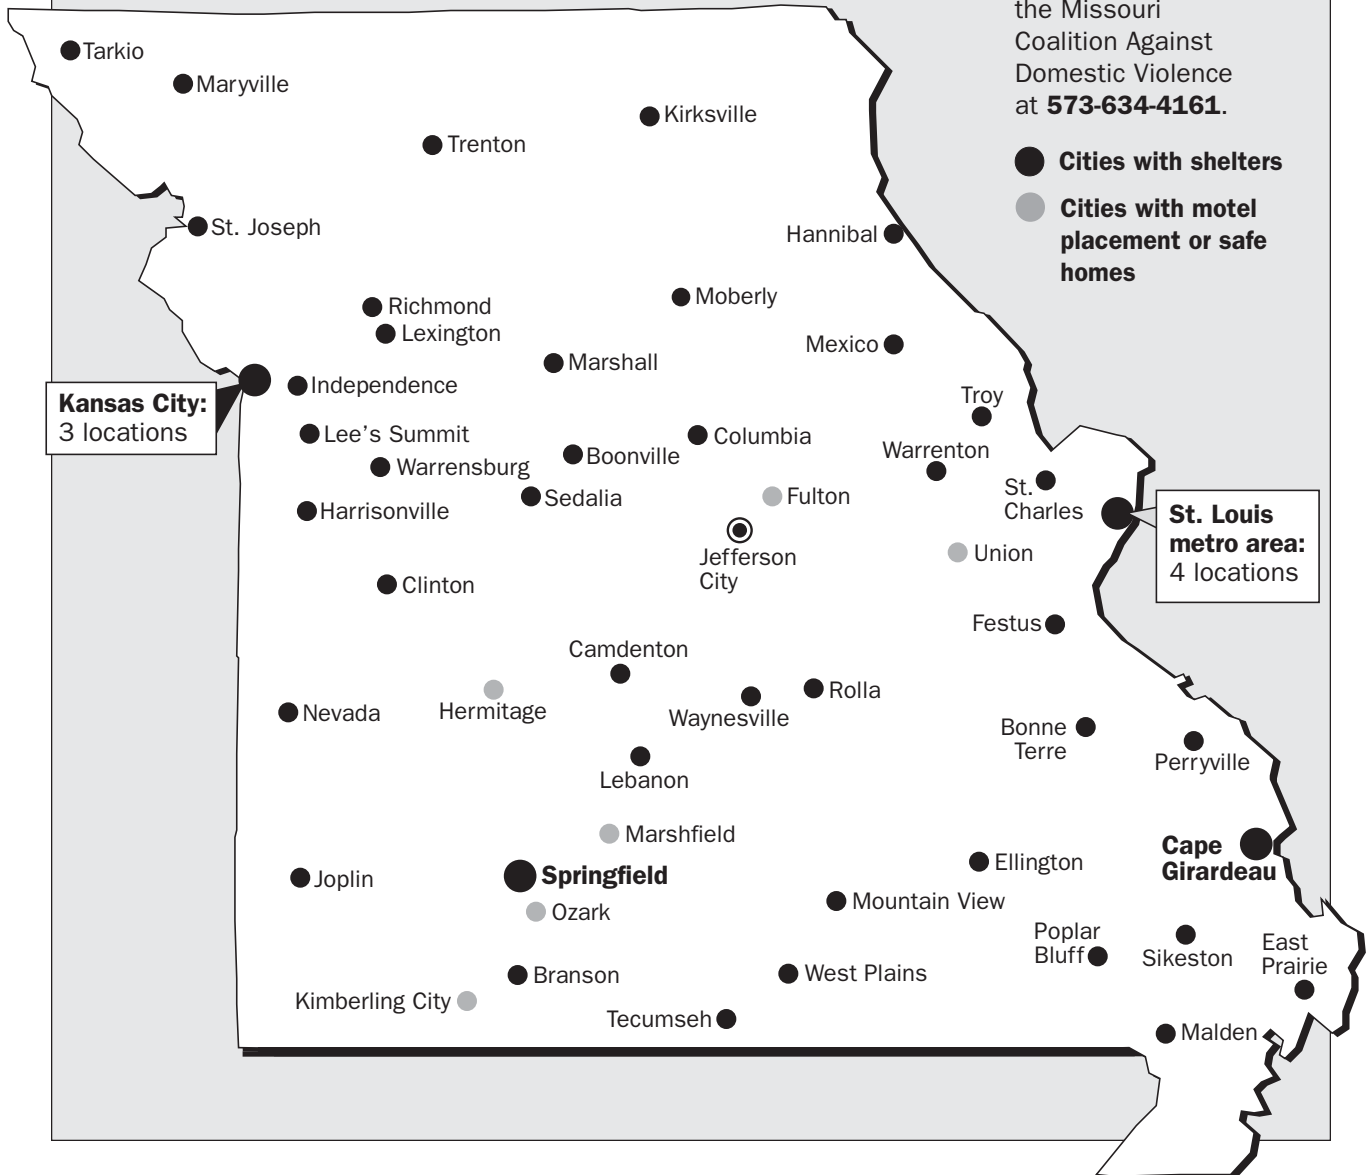 the Missouri
Coalition Against
Domestic Violence
at 573-634-4161.
Cities with shelters
Cities with motel
placement or safe
homes
Tarkio
Maryville
Kirksville
Trenton
St. Joseph
Hannibal
Richmond
Moberly
Lexington
Mexico
Marshall
Independence
Kansas City:
3 locations
Troy
Lee's Summit
Columbia
Warrenton
Boonville
Warrensburg
St.
Charles
Sedalia
Fulton
Harrisonville
St. Louis
metro area:
4 locations
Jefferson
City
Union
Clinton
Festus
Camdenton
Hermitage
Rolla
Nevada
Waynesville
Bonne
Terre
Perryville
Lebanon
Marshfield
Cape
Girardeau
Ellington
Joplin
Springfield
Mountain View
Ozark
Poplar
Bluff
Sikeston
East
Prairie
Branson
West Plains
Kimberling City
Tecumseh
Malden